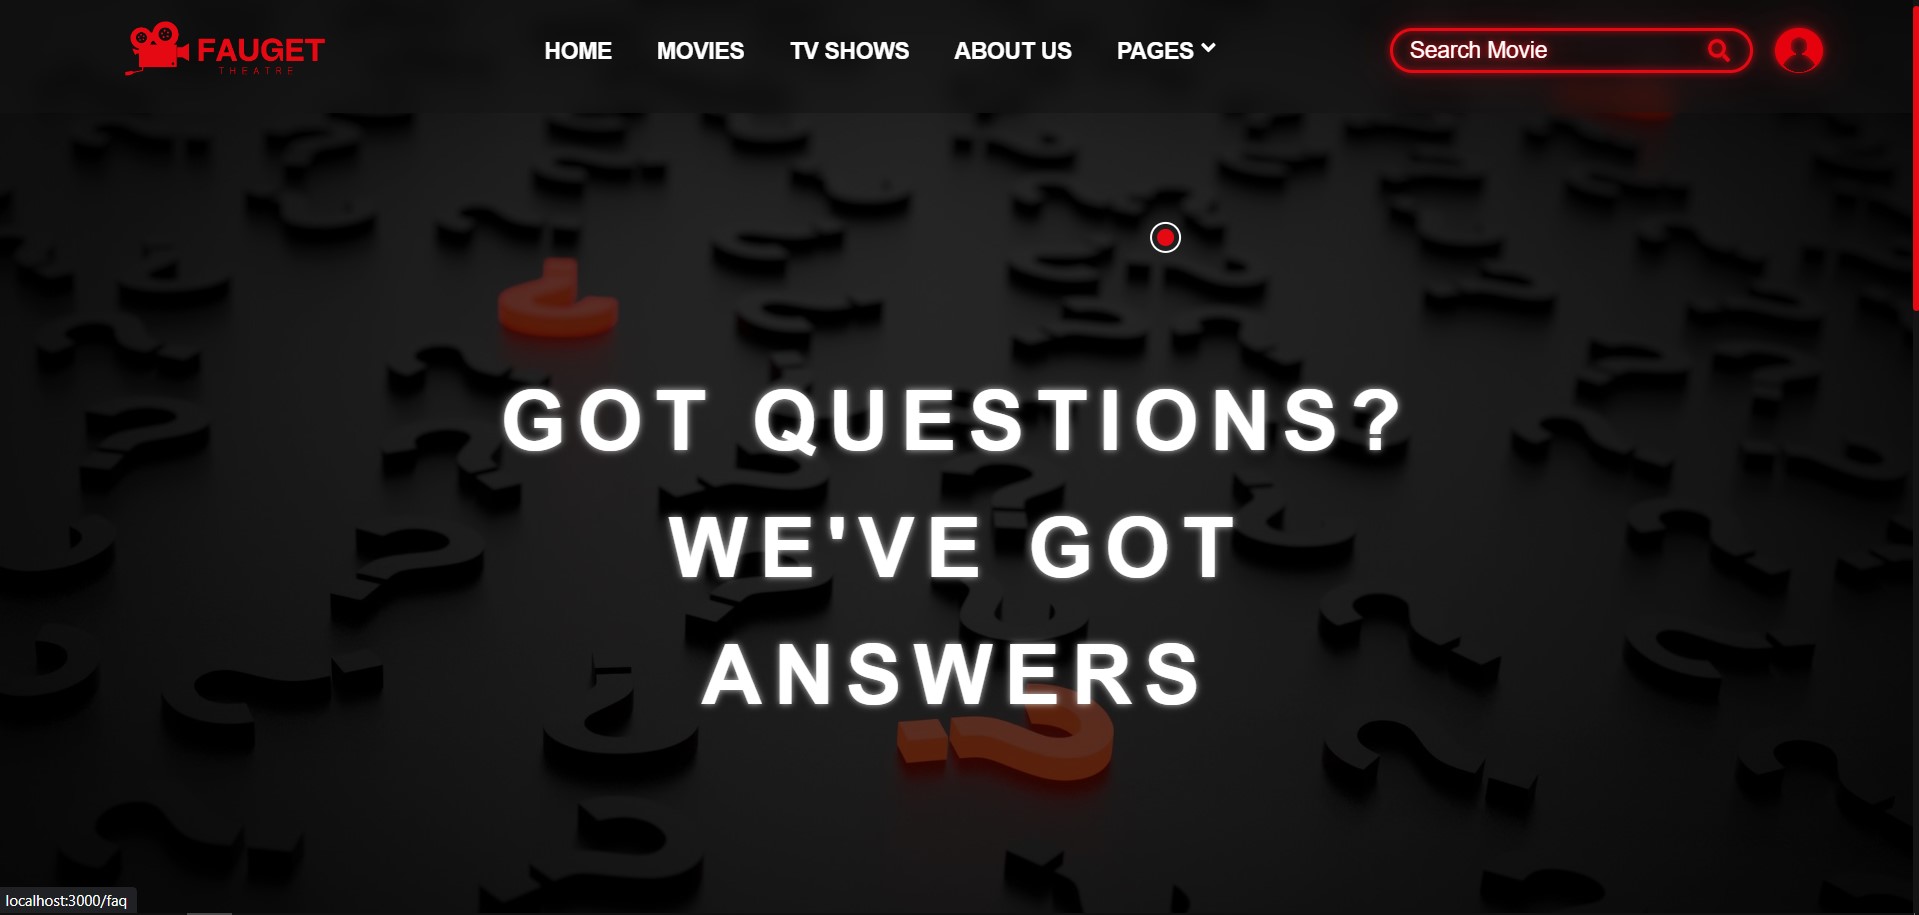 FAUGET
THEATRE
HOME
MOVIES
TV SHOWS
ABOUT US
PAGES
Search Movie
GOT QUESTIONS?
WE'VE GOT
ANSWERS
localhost:3000/faq